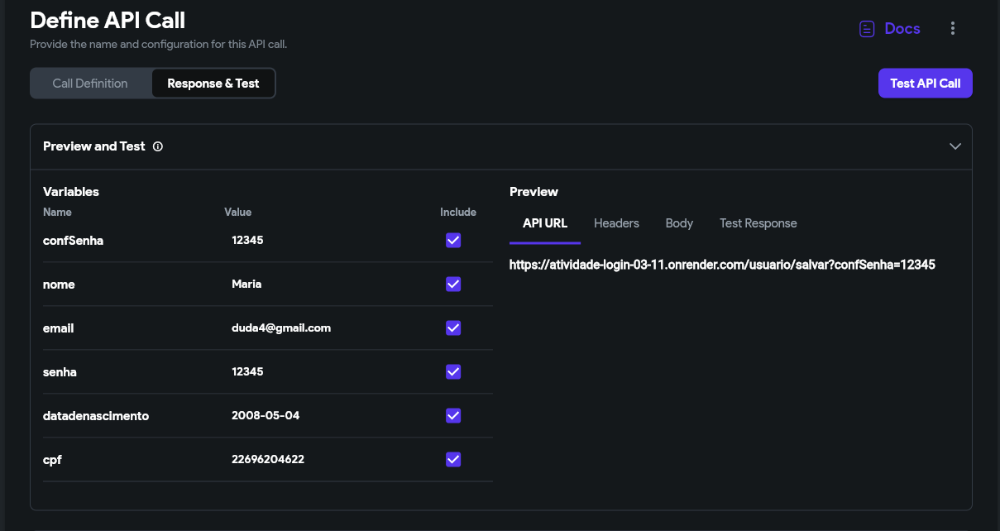 Define API Call
Provide the name and configuration for this API call.
Docs
Call Definition
Response & Test
Test API Call
Preview and Test
Variables
Name Value Include
confSenha 12345
nome Maria
email duda4@gmail.com
senha 12345
datadenascimento 2008-05-04
cpf 22696204622
Preview
API URL Headers Body Test Response
https://atividade-login-03-11.onrender.com/usuario/salvar?confSenha=12345